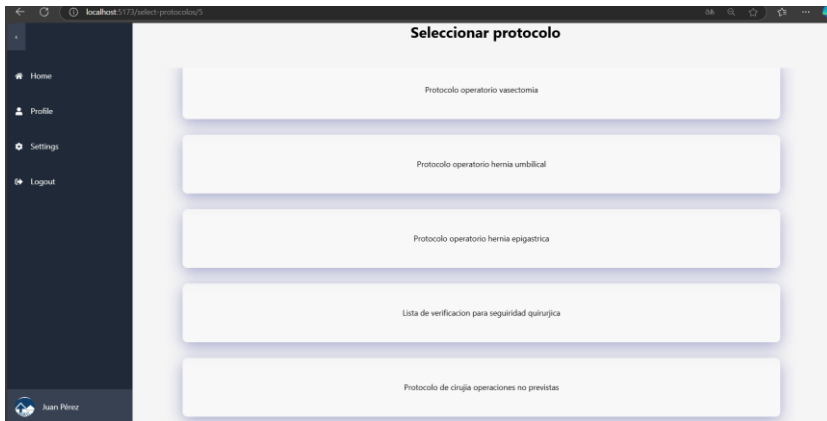 localhost:5173/select-protocolos/5
Seleccionar protocolo
Home
Profile
Settings
Logout
Protocolo operatorio vasectomia
Protocolo operatorio hernia umbilical
Protocolo operatorio hernia epigastrica
Lista de verificacion para seguiridad quirurjica
Protocolo de cirujia operaciones no previstas
Juan Pérez